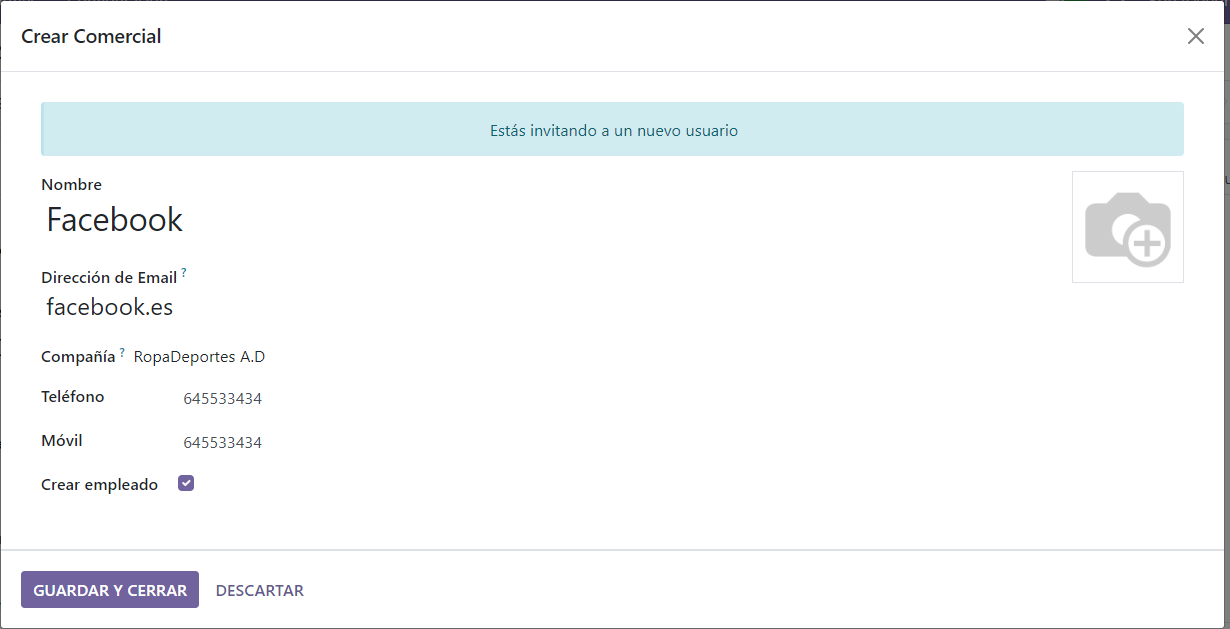 Crear Comercial
Estás invitando a un nuevo usuario
Nombre
Facebook
Dirección de Email ?
facebook.es
Compañía ? RopaDeportes A.D
Teléfono 645533434
Móvil 645533434
Crear empleado
GUARDAR Y CERRAR DESCARTAR